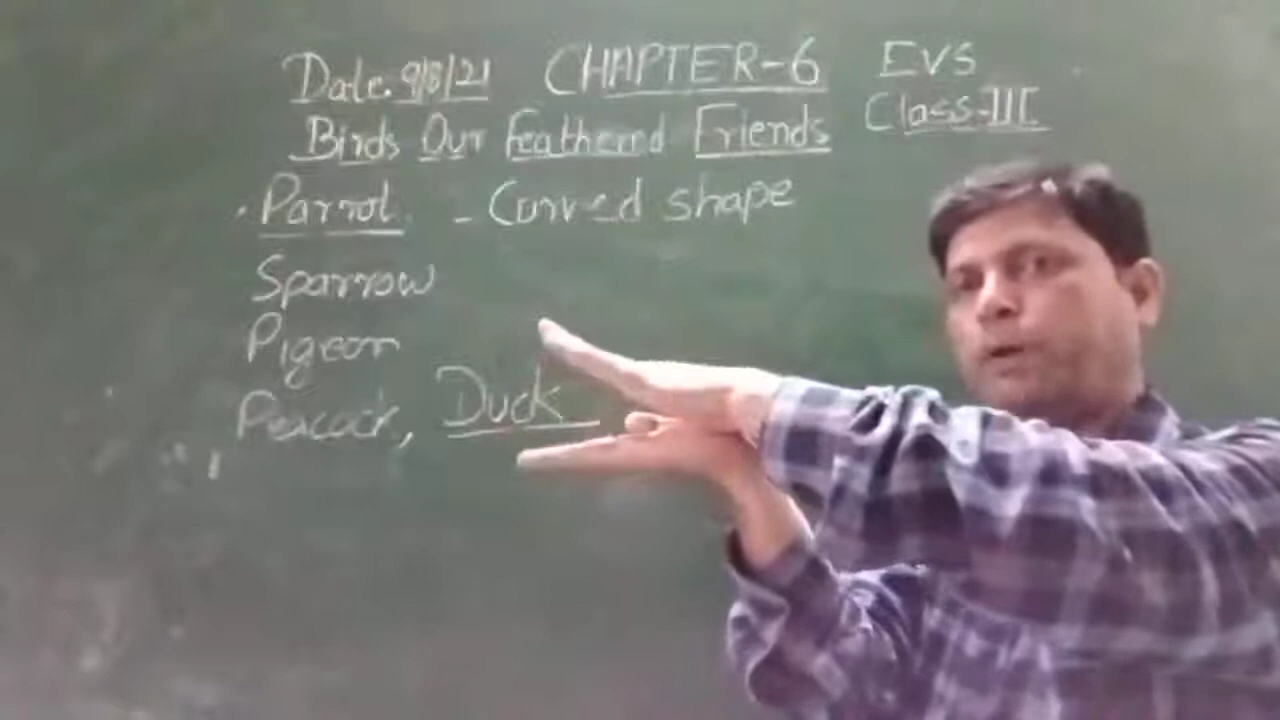 Date. 9/8/21 CHAPTER-6 EVS
Class-III
Birds Our Feathered Friends
. Parrot. - Curved shape
Sparrow
Pigeon
Peacock, Duck